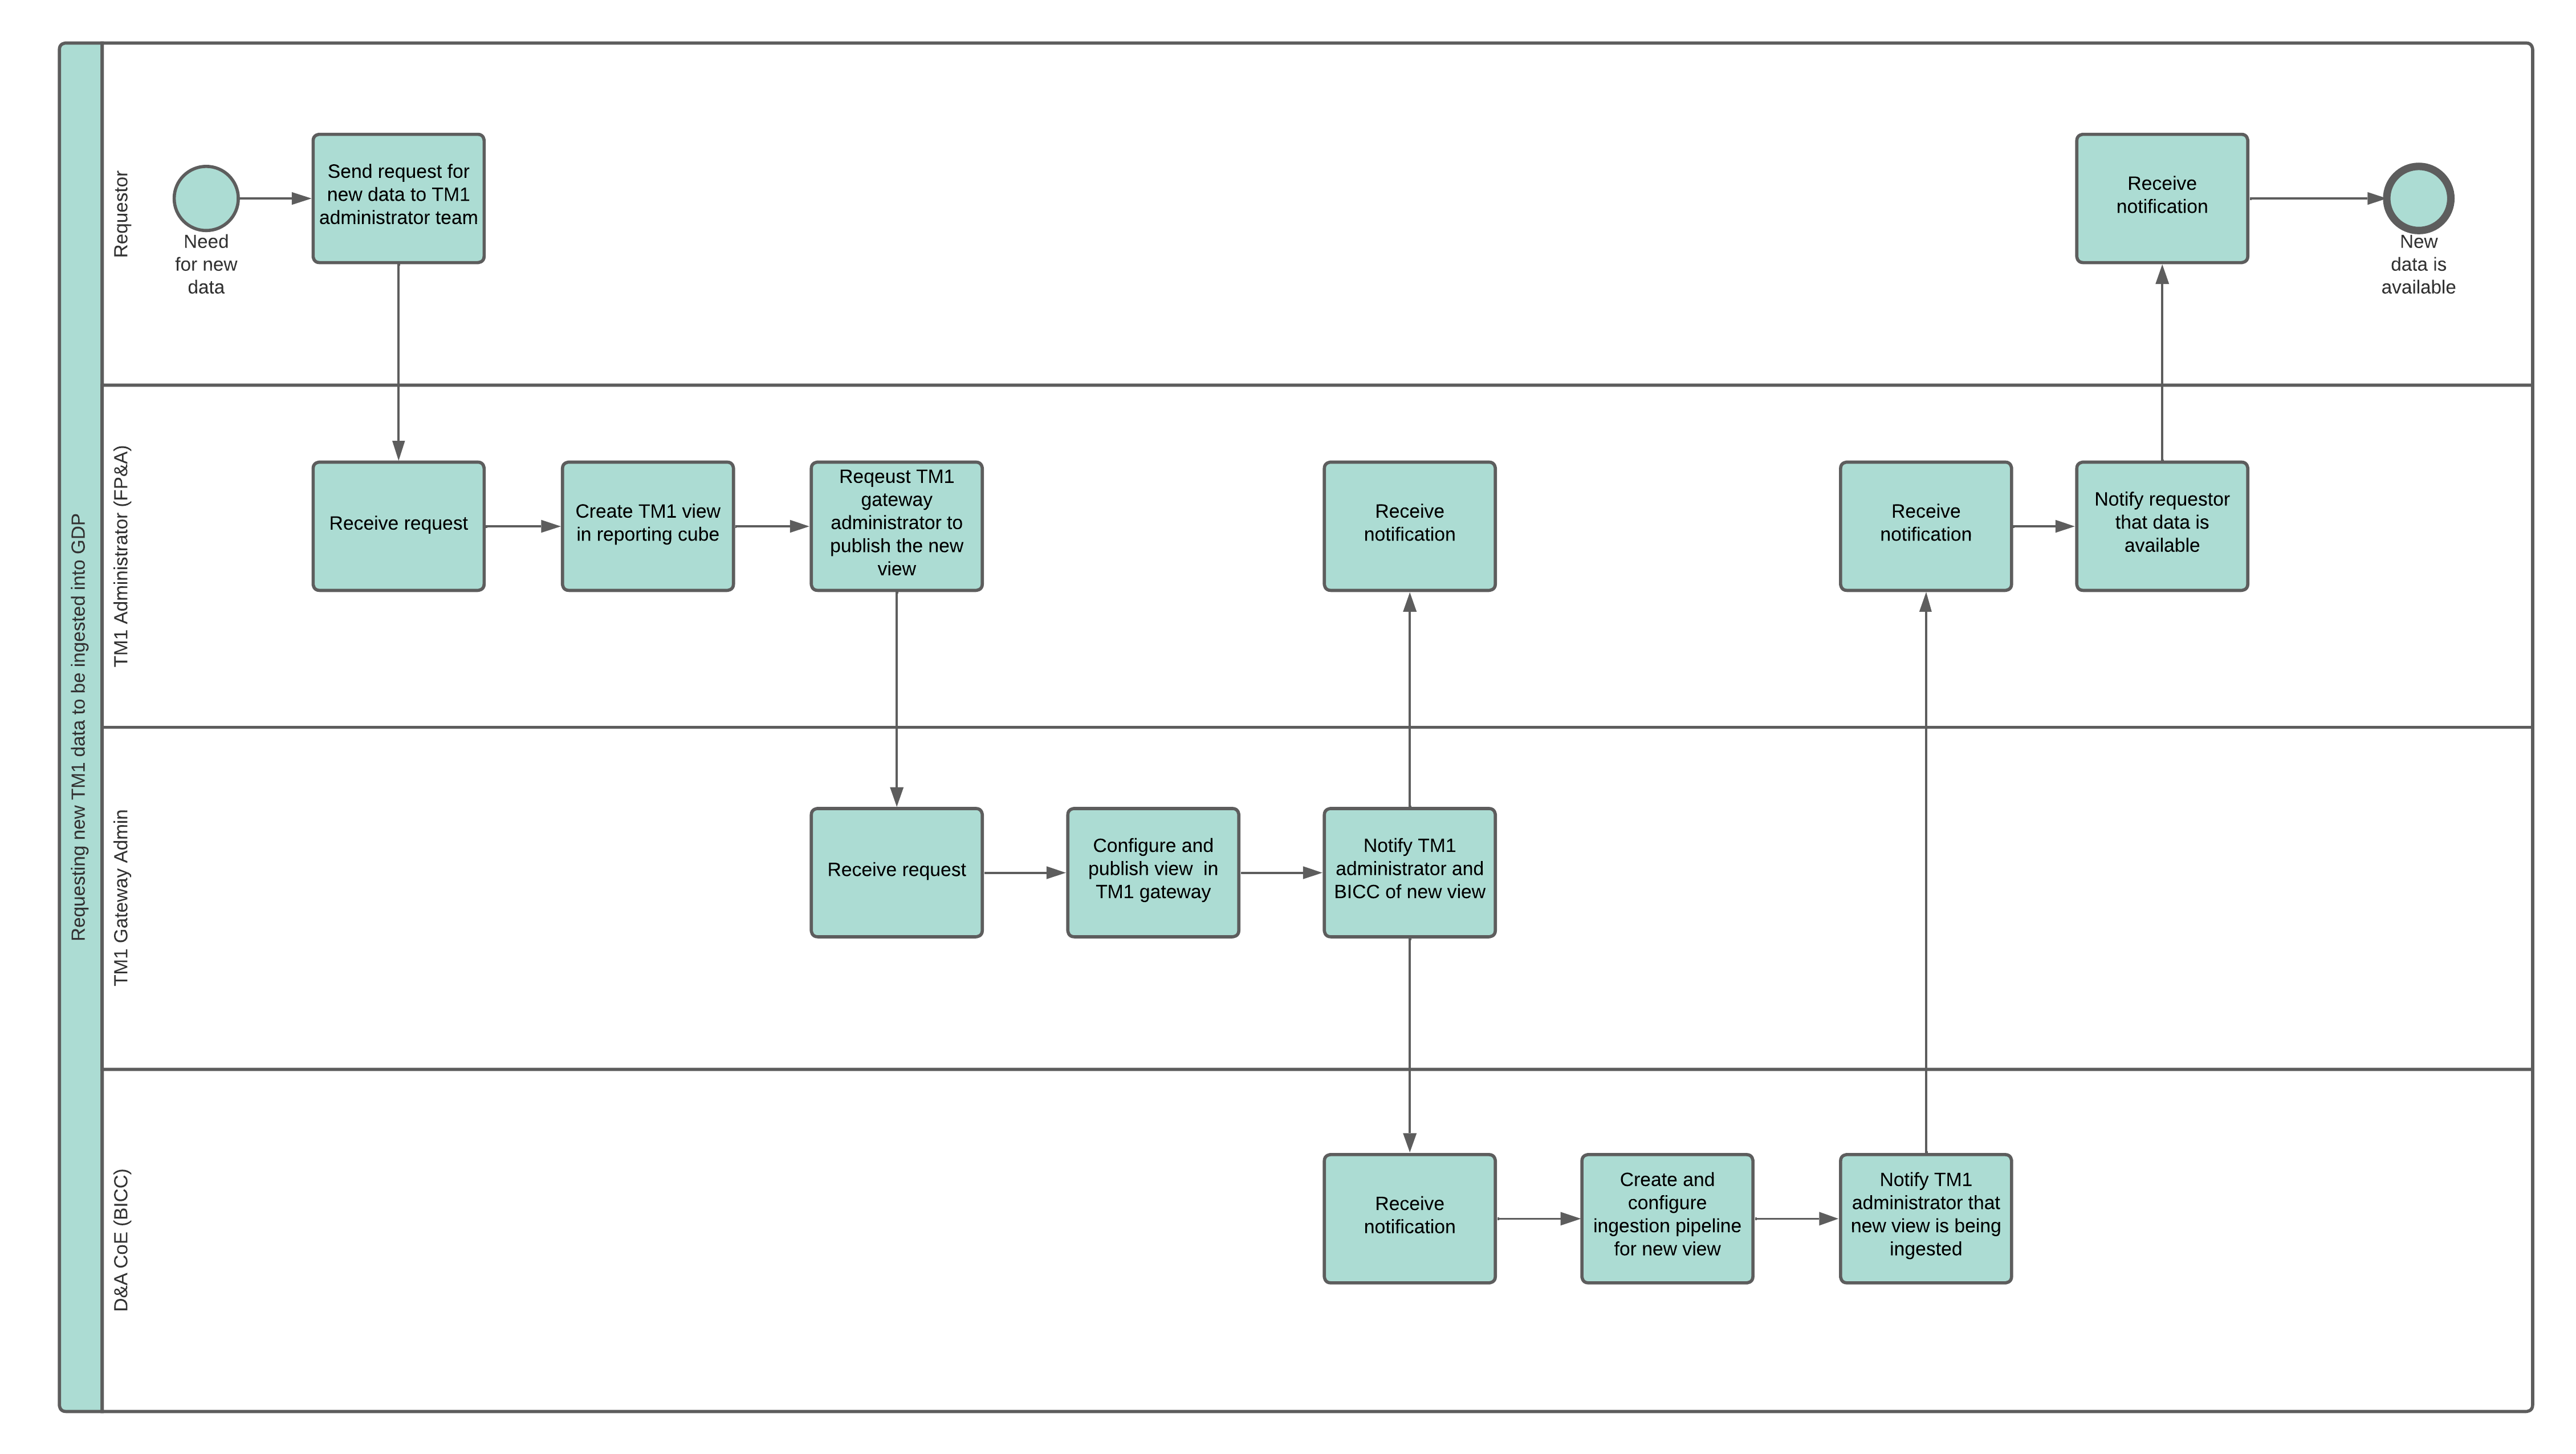 Requesting new TM1 data to be ingested into GDP
Requestor
Need
for new
data
Send request for
new data to TM1
administrator team
Receive
notification
New
data is
available
TM1 Administrator (FP&A)
Receive request
Create TM1 view
in reporting cube
Reqeust TM1
gateway
administrator to
publish the new
view
Receive
notification
Receive
notification
Notify requestor
that data is
available
TM1 Gateway Admin
Receive request
Configure and
publish view  in
TM1 gateway
Notify TM1
administrator and
BICC of new view
D&A CoE (BICC)
Receive
notification
Create and
configure
ingestion pipeline
for new view
Notify TM1
administrator that
new view is being
ingested